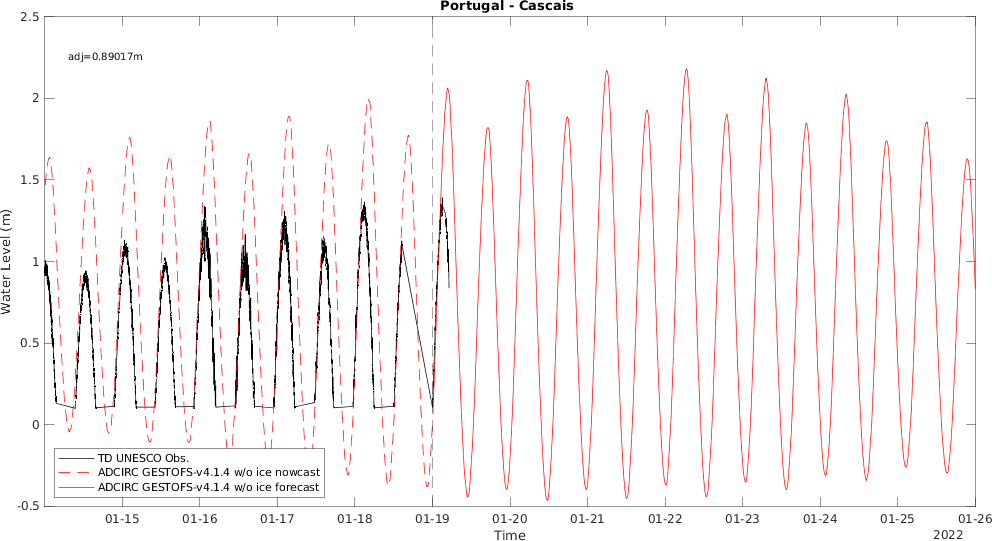 Portugal - Cascais
2.5
adj=0.89017m
2
1.5
Water Level (m)
1
0.5
0
TD UNESCO Obs.
ADCIRC GESTOFS-v4.1.4 w/o ice nowcast
ADCIRC GESTOFS-v4.1.4 w/o ice forecast
-0.5
01-15 01-16 01-17 01-18 01-19 01-20 01-21 01-22 01-23 01-24 01-25 01-26
Time 2022